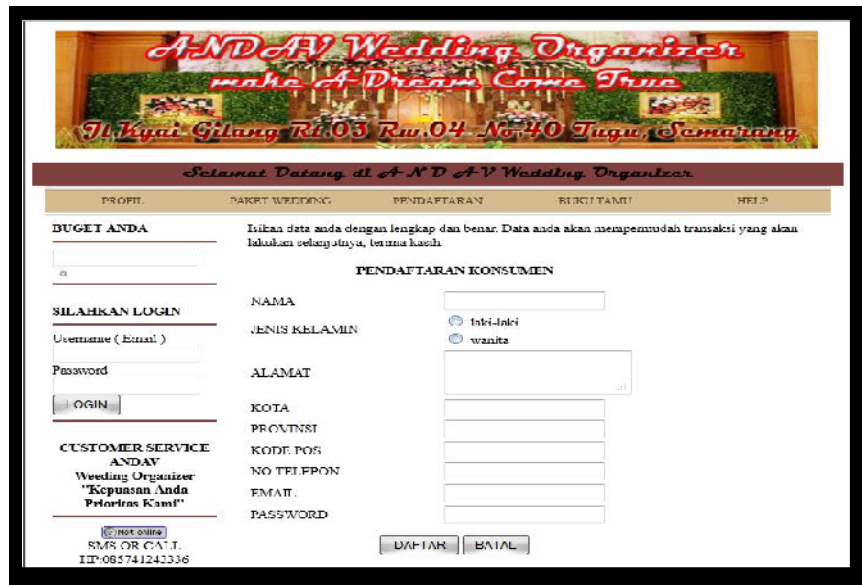 ANDAV Wedding Organizer
make A Dream Come True
Jl.Kyai Gilang Rt.03 Rw.04 No.40 Tugu, Semarang
Selamat Datang di A N D A V Wedding Organizer
PROFIL PAKET WEDDING PENDAFTARAN BUKU TAMU HELP
BUGET ANDA
SILAHKAN LOGIN
Username ( Email )
Password
LOGIN
CUSTOMER SERVICE
ANDAV
Weeding Organizer
"Kepuasan Anda
Prioritas Kami"
Not online
SMS OR CALL
HP:085741243336
Isikan data anda dengan lengkap dan benar. Data anda akan mempermudah transaksi yang akan
lakukan selanjutnya, terima kasih
PENDAFTARAN KONSUMEN
NAMA
JENIS KELAMIN
laki-laki
wanita
ALAMAT
KOTA
PROVINSI
KODE POS
NO TELEPON
EMAIL
PASSWORD
DAFTAR BATAL